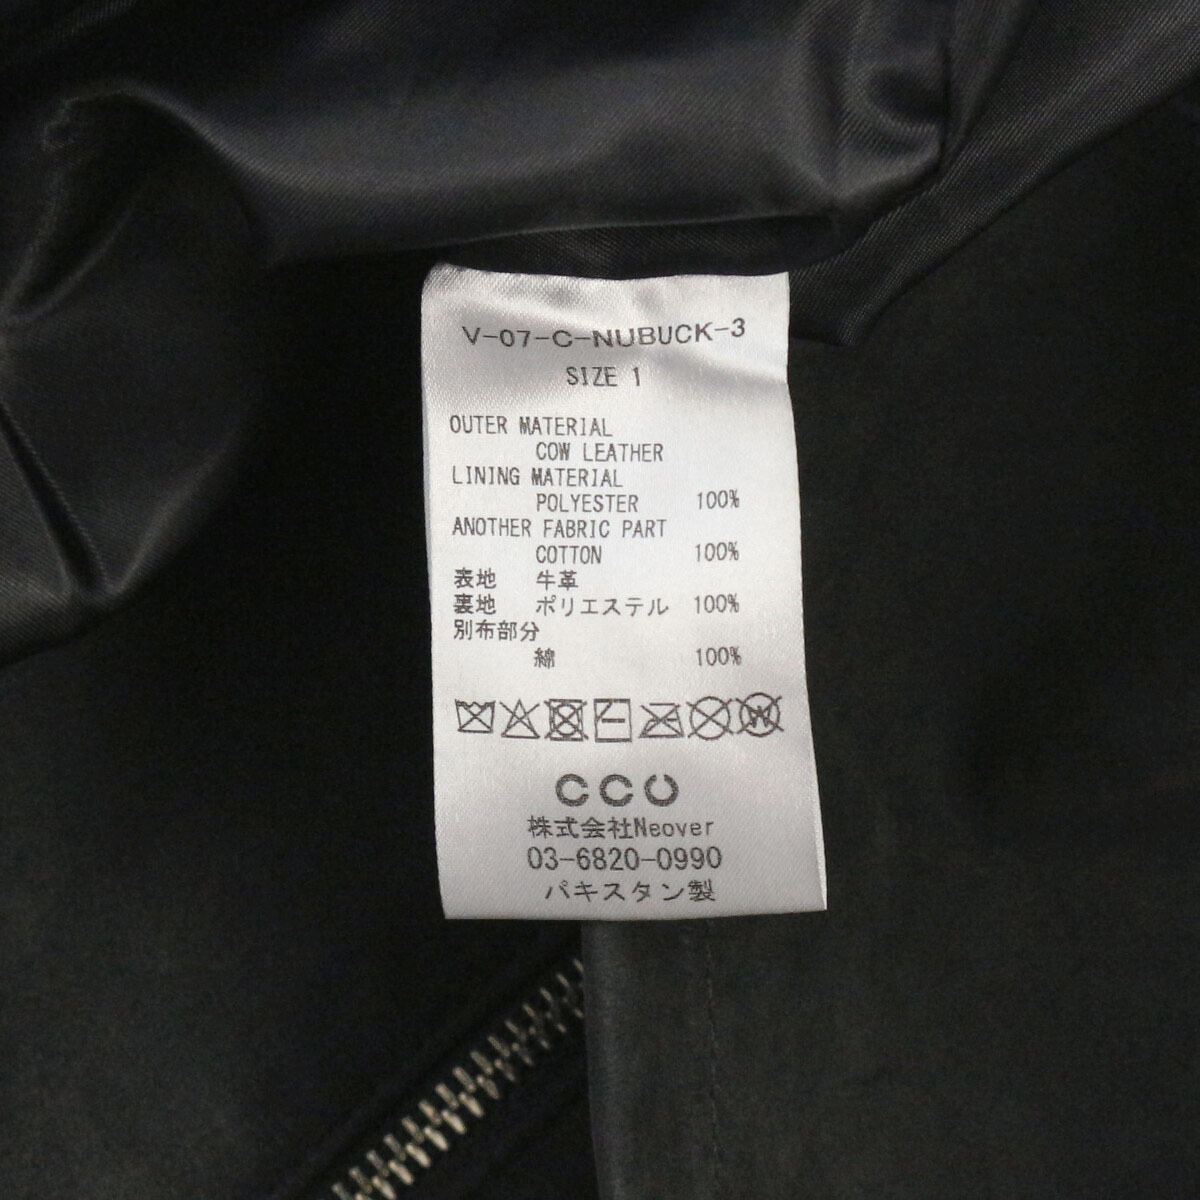 V-07-C-NUBUCK-3
SIZE 1
OUTER MATERIAL
COW LEATHER
LINING MATERIAL
POLYESTER 100%
ANOTHER FABRIC PART
COTTON 100%
表地 牛革
裏地 ポリエステル 100%
別布部分
綿 100%
W
CCU
株式会社Neover
03-6820-0990
パキスタン製